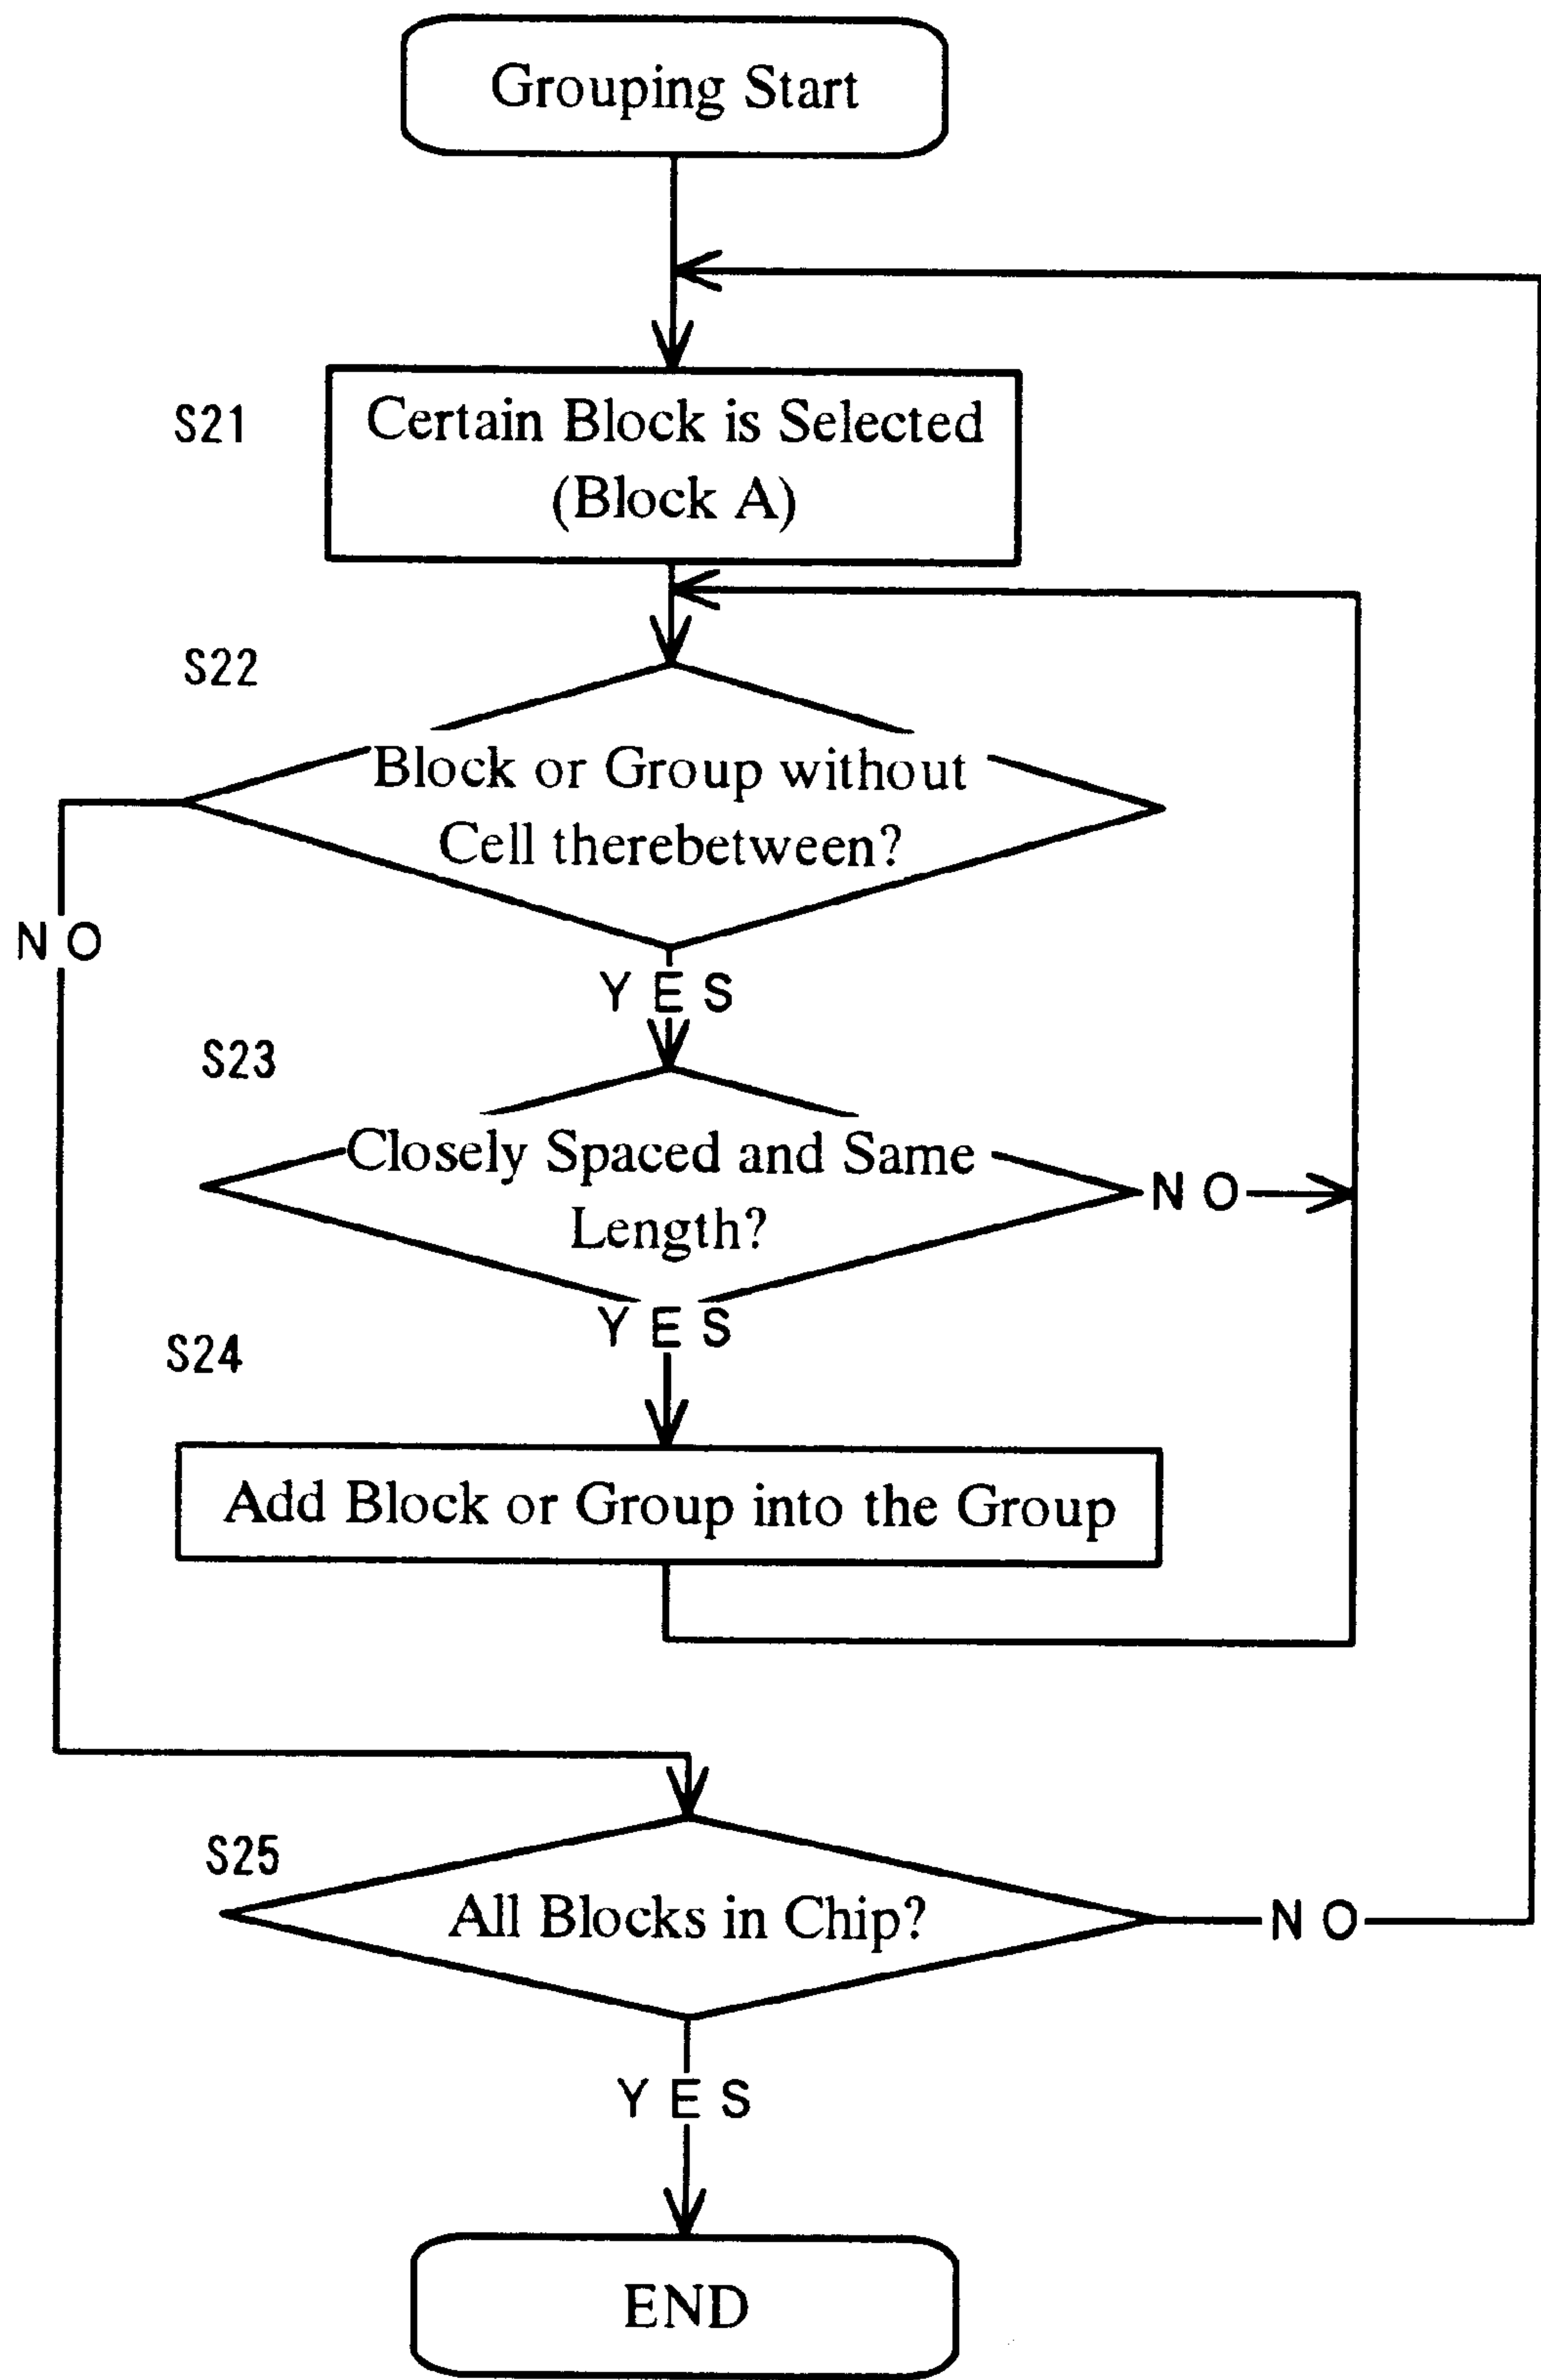 Grouping Start
S21
Certain Block is Selected
(Block A)
S22
Block or Group without
Cell therebetween?
NO
YES
S23
Closely Spaced and Same
Length?
NO
YES
S24
Add Block or Group into the Group
S25
All Blocks in Chip?
NO
YES
END